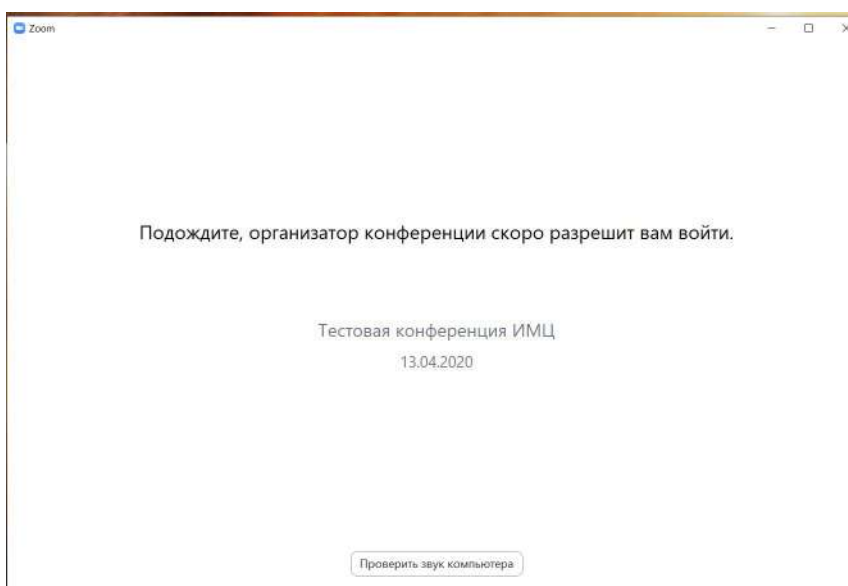 Zoom
Подождите, организатор конференции скоро разрешит вам войти.
Тестовая конференция ИМЦ
13.04.2020
Проверить звук компьютера